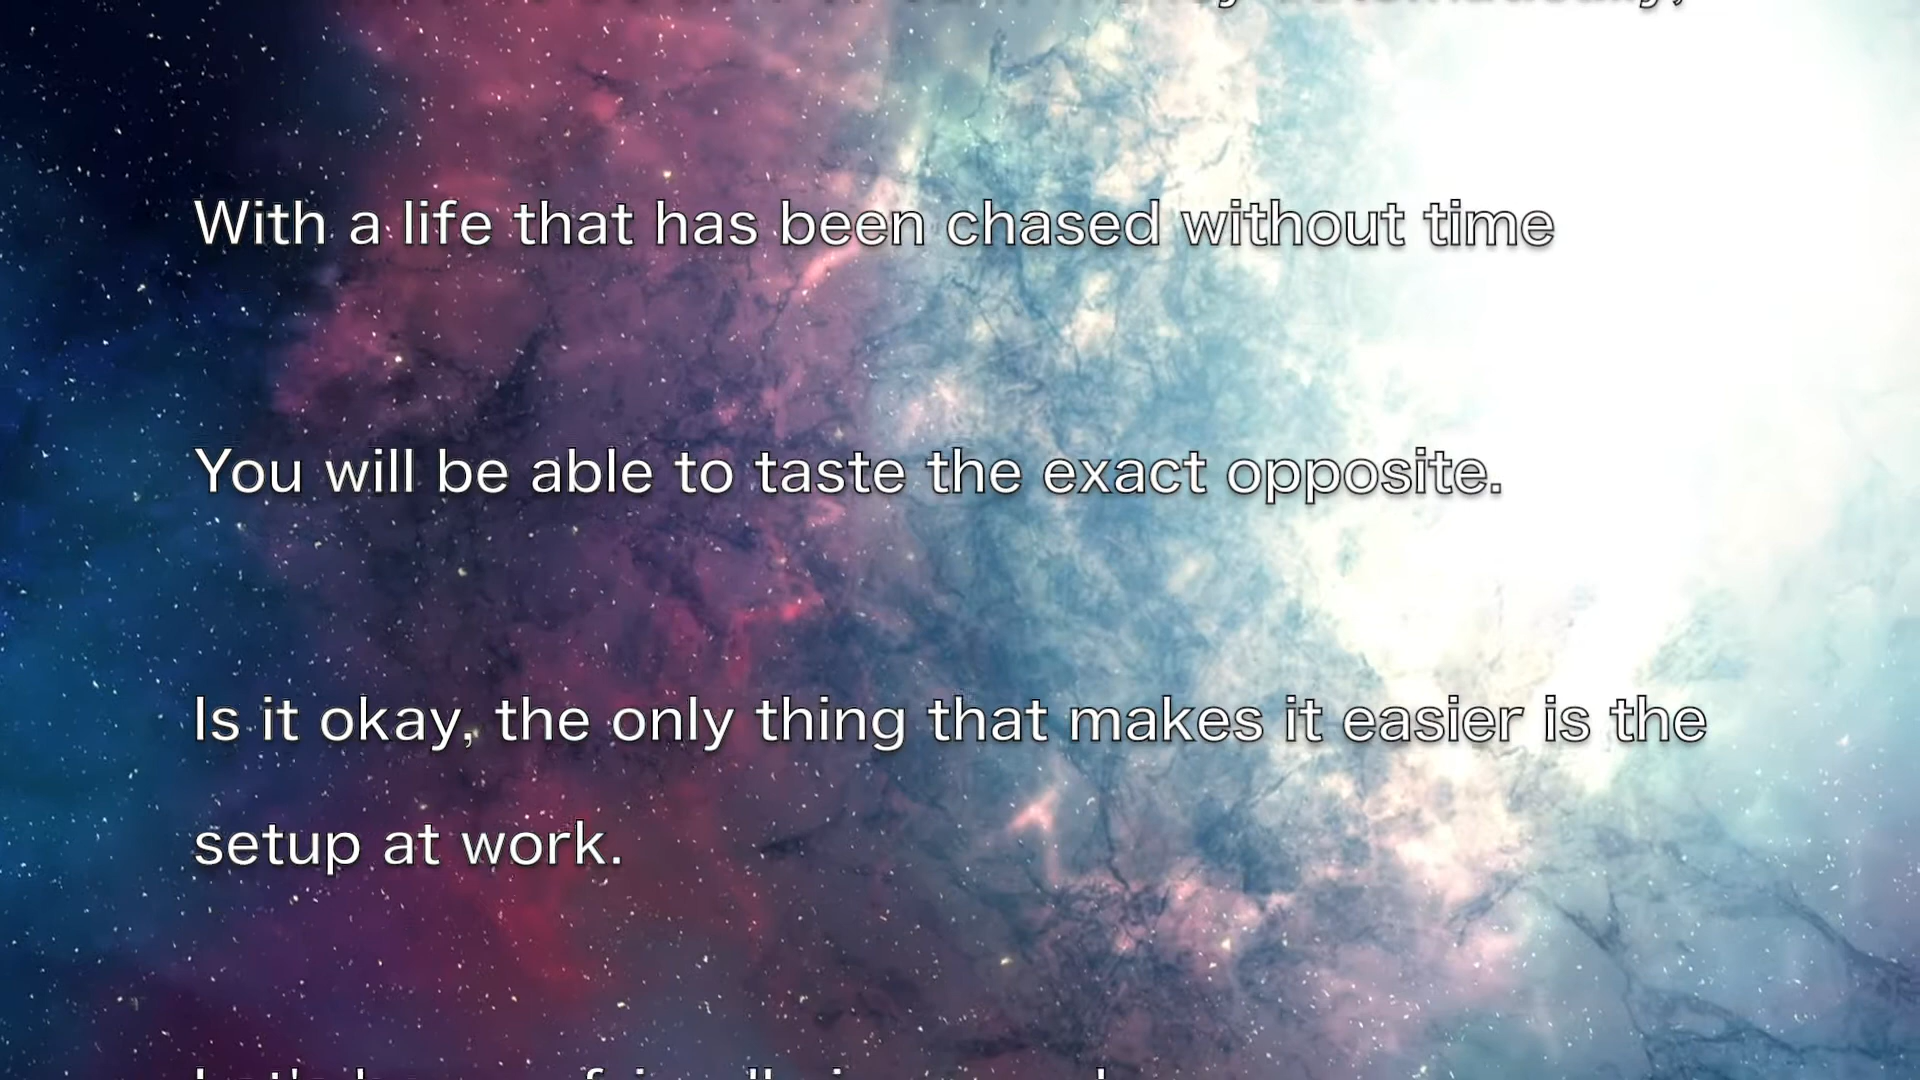 With a life that has been chased without time
You will be able to taste the exact opposite.
Is it okay, the only thing that makes it easier is the
setup at work.